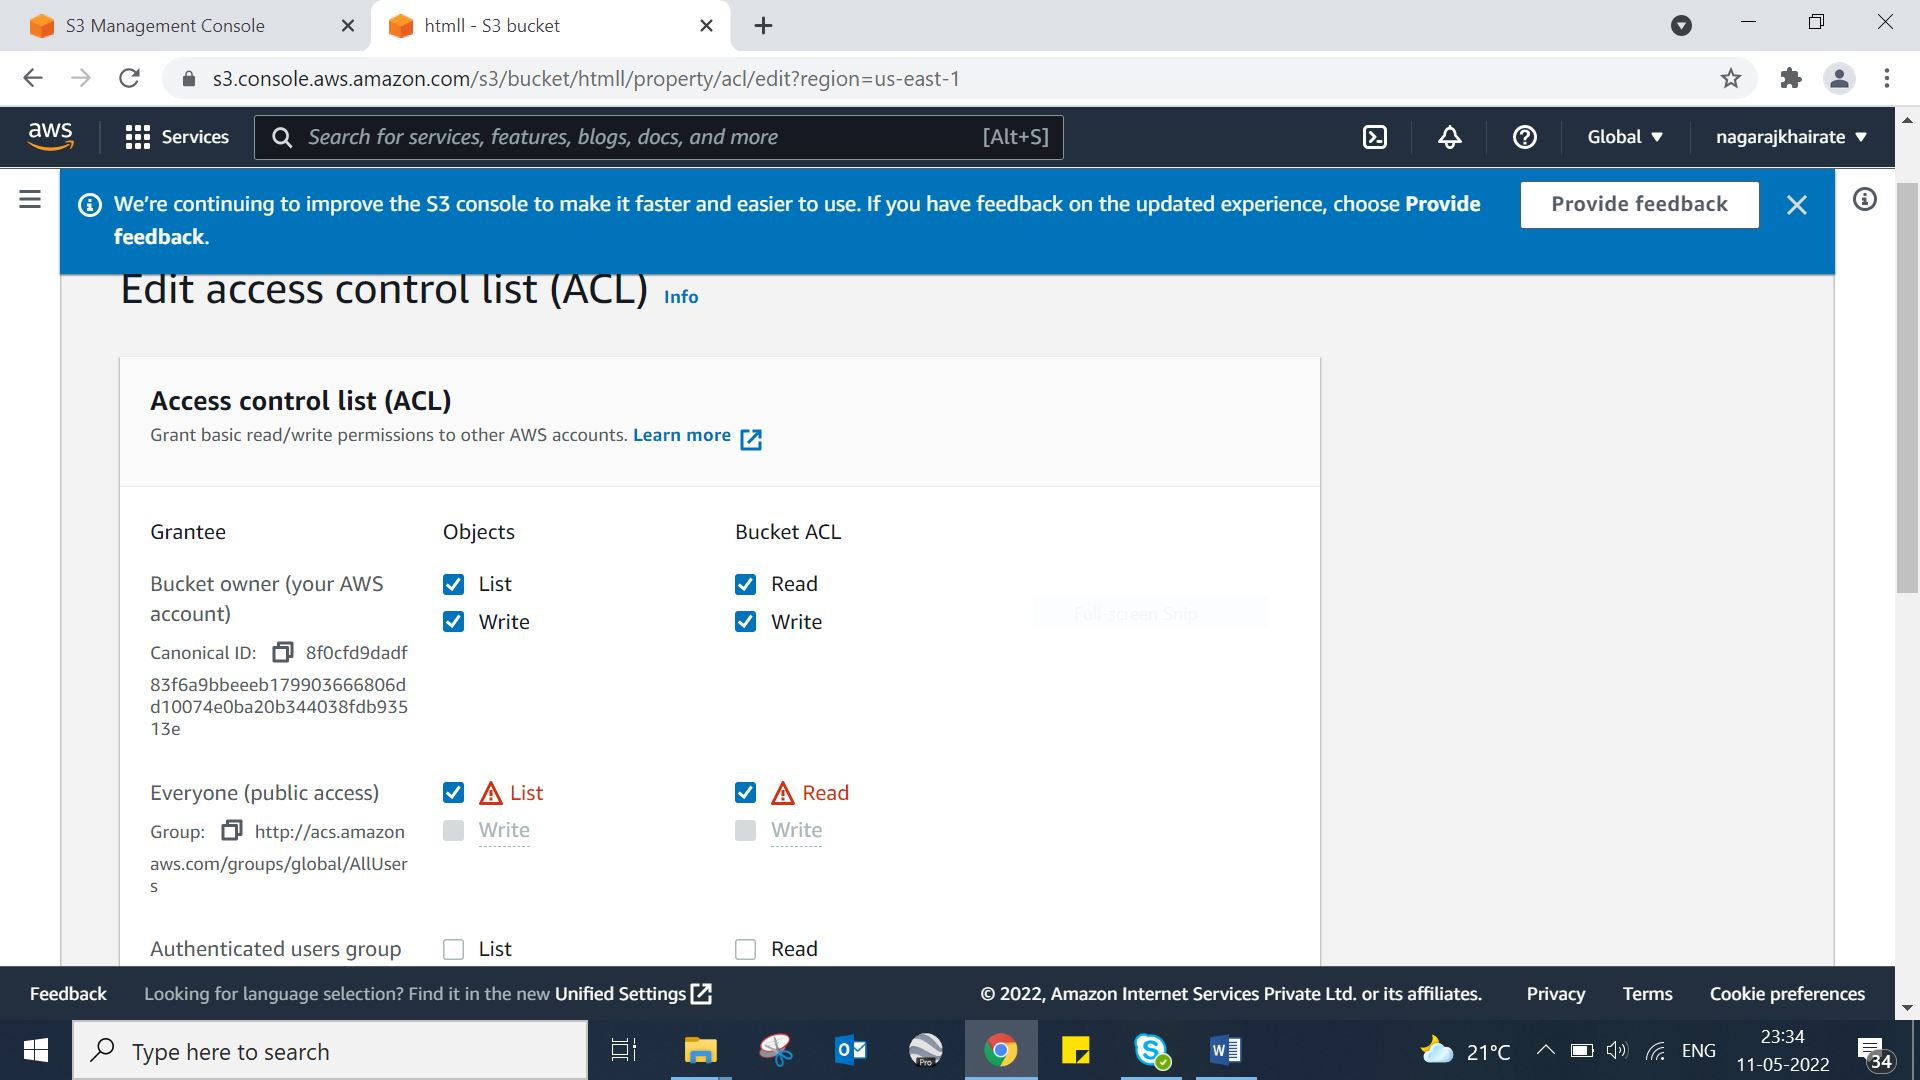 S3 Management Console
htmll - S3 bucket
s3.console.aws.amazon.com/s3/bucket/htmll/property/acl/edit?region=us-east-1
aws
Services
Search for services, features, blogs, docs, and more
[Alt+S]
Global
nagarajkhairate
We're continuing to improve the S3 console to make it faster and easier to use. If you have feedback on the updated experience, choose Provide
feedback.
Provide feedback
Edit access control list (ACL) Info
Access control list (ACL)
Grant basic read/write permissions to other AWS accounts. Learn more
Grantee
Objects
Bucket ACL
Bucket owner (your AWS
account)
List
Read
Write
Write
Canonical ID: 8f0cfd9dadf
83f6a9bbeeeb179903666806d
d10074e0ba20b344038fdb935
13e
Full-screen Snip
Everyone (public access)
List
Read
Write
Write
Group: http://acs.amazon
aws.com/groups/global/AllUser
s
Authenticated users group
List
Read
Feedback
Looking for language selection? Find it in the new Unified Settings
© 2022, Amazon Internet Services Private Ltd. or its affiliates.
Privacy
Terms
Cookie preferences
Type here to search
Pro
21°C
ENG
23:34
11-05-2022
34